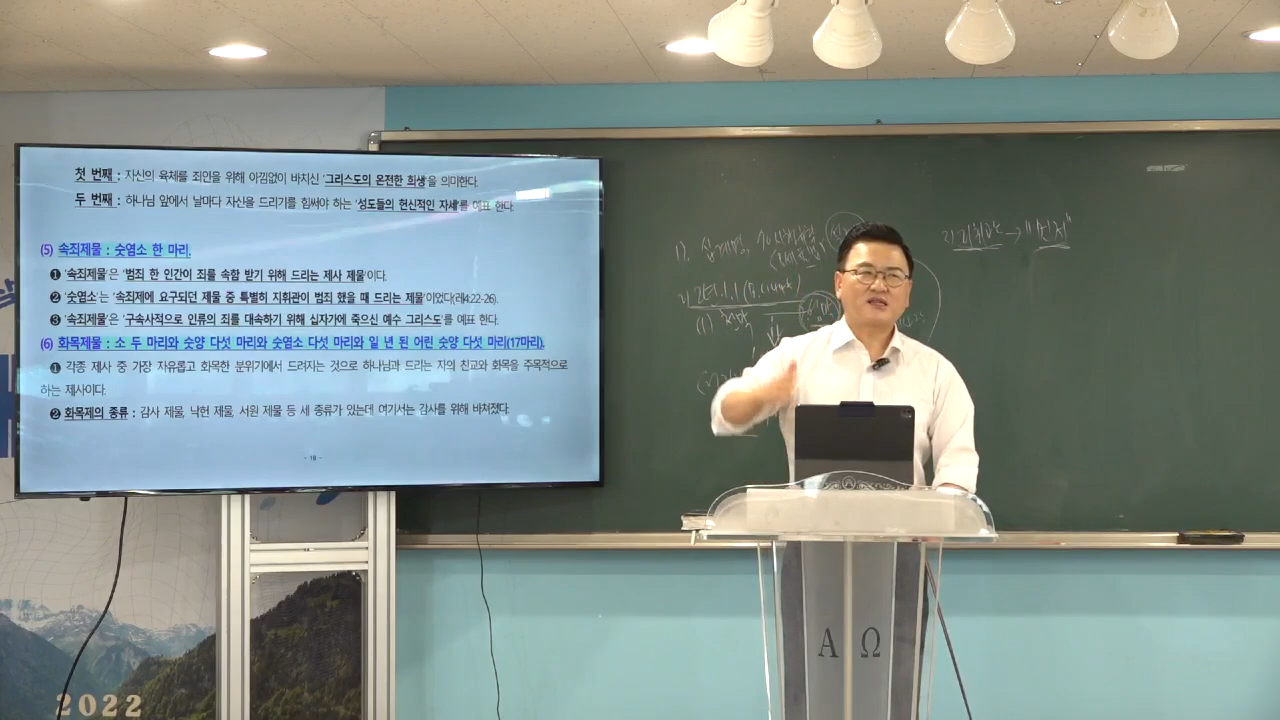 첫 번째 : 자신의 육체를 죄인을 위해 아낌없이 바치신 '그리스도의 온전한 희생'을 의미한다.
두 번째 : 하나님 앞에서 날마다 자신을 드리기를 힘써야 하는 '성도들의 헌신적인 자세'를 예표 한다.
(5) 속죄제물 : 숫염소 한 마리.
❶ '속죄제물'은 '범죄 한 인간이 죄를 속함 받기 위해 드리는 제사 제물'이다.
❷ '숫염소'는 '속죄제에 요구되던 제물 중 특별히 지휘관이 범죄 했을 때 드리는 제물'이었다(레4:22-26).
❸ '속죄제물'은 '구속사적으로 인류의 죄를 대속하기 위해 십자가에 죽으신 예수 그리스도'를 예표 한다.
(6) 화목제물 : 소 두 마리와 숫양 다섯 마리와 숫염소 다섯 마리와 일 년 된 어린 숫양 다섯 마리(17마리).
❶ 각종 제사 중 가장 자유롭고 화목한 분위기에서 드려지는 것으로 하나님과 드리는 자의 친교와 화목을 주목적으로
하는 제사이다.
❷ 화목제의 종류 : 감사 제물, 낙헌 제물, 서원 제물 등 세 종류가 있는데 여기서는 감사를 위해 바쳐졌다.
- 18 -
1). 십계명,
2) 지휘관 →
(1)
Α Ω
2022